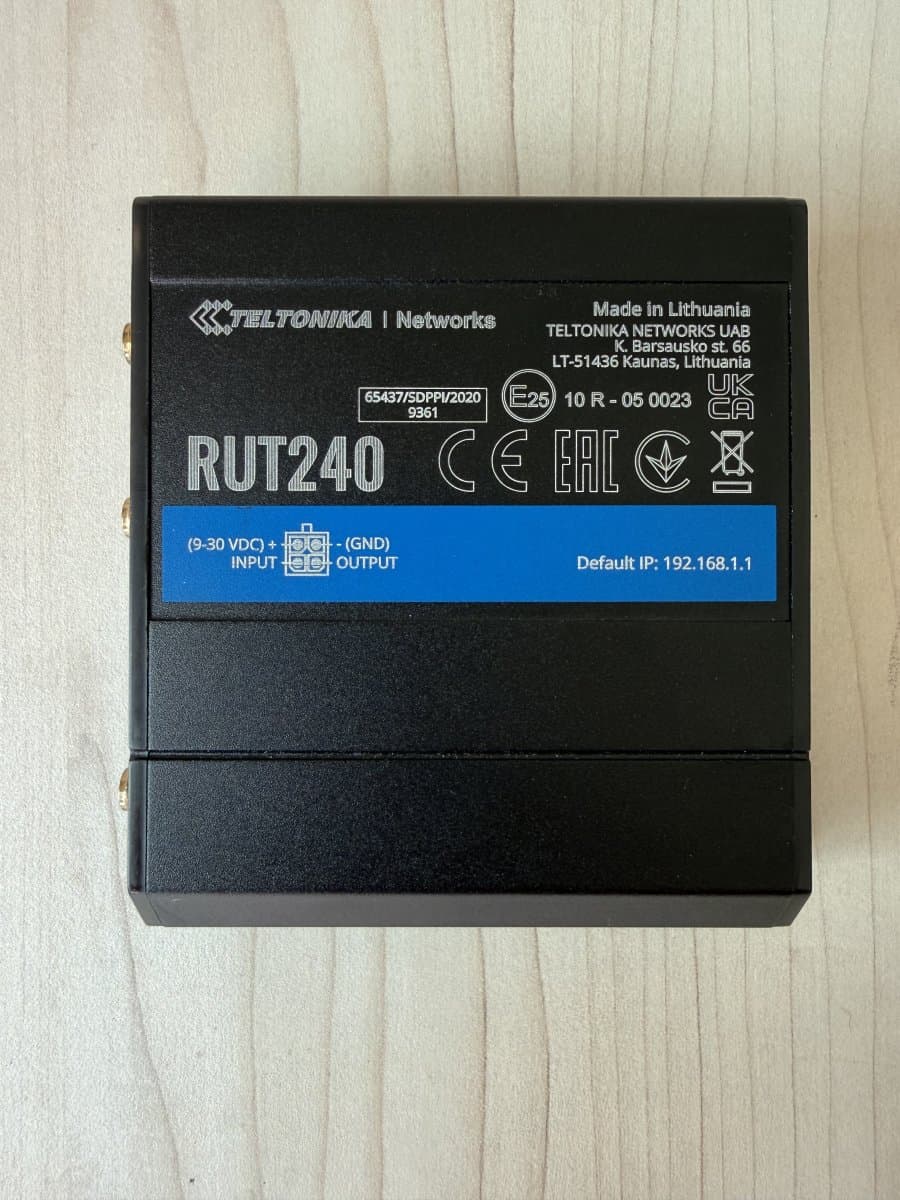 TELTONIKA | Networks
Made in Lithuania
TELTONIKA NETWORKS UAB
K. Barsausko st. 66
LT-51436 Kaunas, Lithuania
65437/SDPPI/2020
9361
E25 10 R - 05 0023
UK
CA
RUT240
CE EAC
(9-30 VDC) + - (GND)
INPUT OUTPUT
Default IP: 192.168.1.1